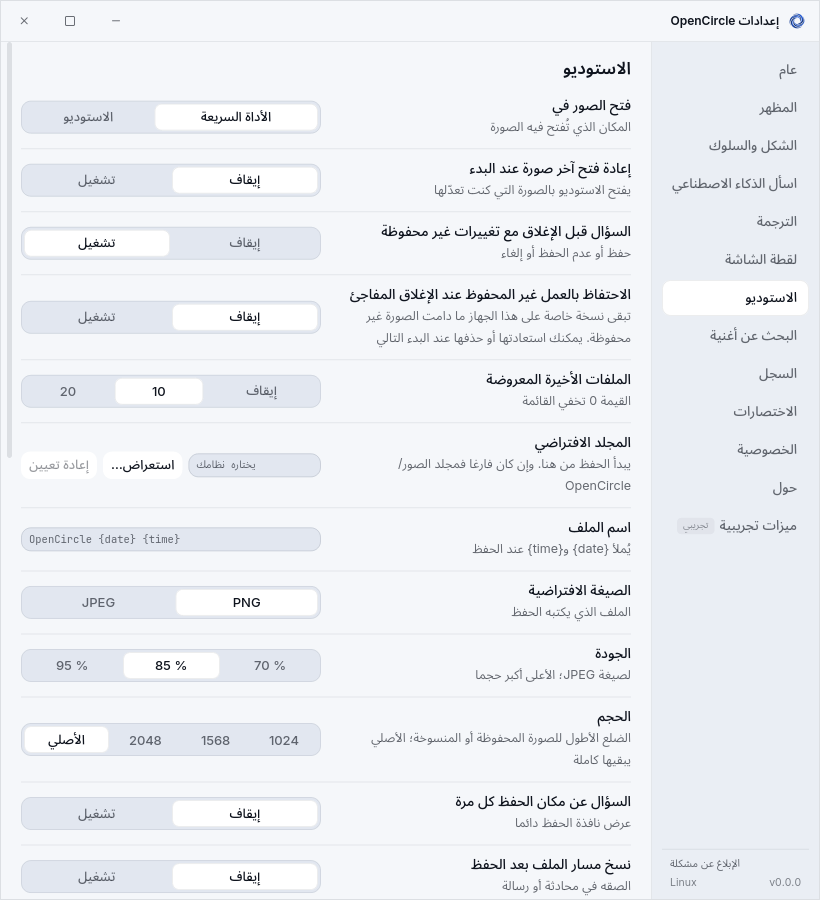 إعدادات OpenCircle
عام
المظهر
الشكل والسلوك
اسأل الذكاء الاصطناعي
الترجمة
لقطة الشاشة
الاستوديو
البحث عن أغنية
السجل
الاختصارات
الخصوصية
حول
ميزات تجريبية تجريبي
الإبلاغ عن مشكلة
v0.0.0 Linux
الاستوديو
فتح الصور في
المكان الذي تُفتح فيه الصورة
الأداة السريعة الاستوديو
إعادة فتح آخر صورة عند البدء
يفتح الاستوديو بالصورة التي كنت تعدّلها
إيقاف تشغيل
السؤال قبل الإغلاق مع تغييرات غير محفوظة
حفظ أو عدم الحفظ أو إلغاء
إيقاف تشغيل
الاحتفاظ بالعمل غير المحفوظ عند الإغلاق المفاجئ
تبقى نسخة خاصة على هذا الجهاز ما دامت الصورة غير
محفوظة. يمكنك استعادتها أو حذفها عند البدء التالي
إيقاف تشغيل
الملفات الأخيرة المعروضة
القيمة 0 تخفي القائمة
إيقاف 10 20
المجلد الافتراضي
يبدأ الحفظ من هنا. وإن كان فارغا فمجلد الصور/
OpenCircle
يختاره نظامك استعراض... إعادة تعيين
اسم الملف
يُملأ {date} و{time} عند الحفظ
OpenCircle {date} {time}
الصيغة الافتراضية
الملف الذي يكتبه الحفظ
PNG JPEG
الجودة
لصيغة JPEG؛ الأعلى أكبر حجما
70 % 85 % 95 %
الحجم
الضلع الأطول للصورة المحفوظة أو المنسوخة؛ الأصلي
يبقيها كاملة
1024 1568 2048 الأصلي
السؤال عن مكان الحفظ كل مرة
عرض نافذة الحفظ دائما
إيقاف تشغيل
نسخ مسار الملف بعد الحفظ
الصقه في محادثة أو رسالة
إيقاف تشغيل